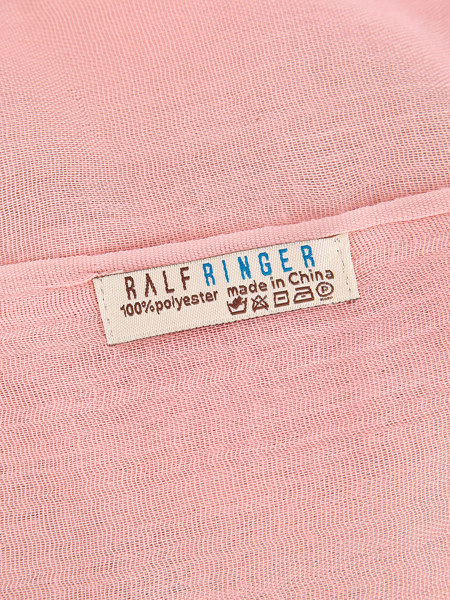 RALF RINGER
100%polyester made in China
P